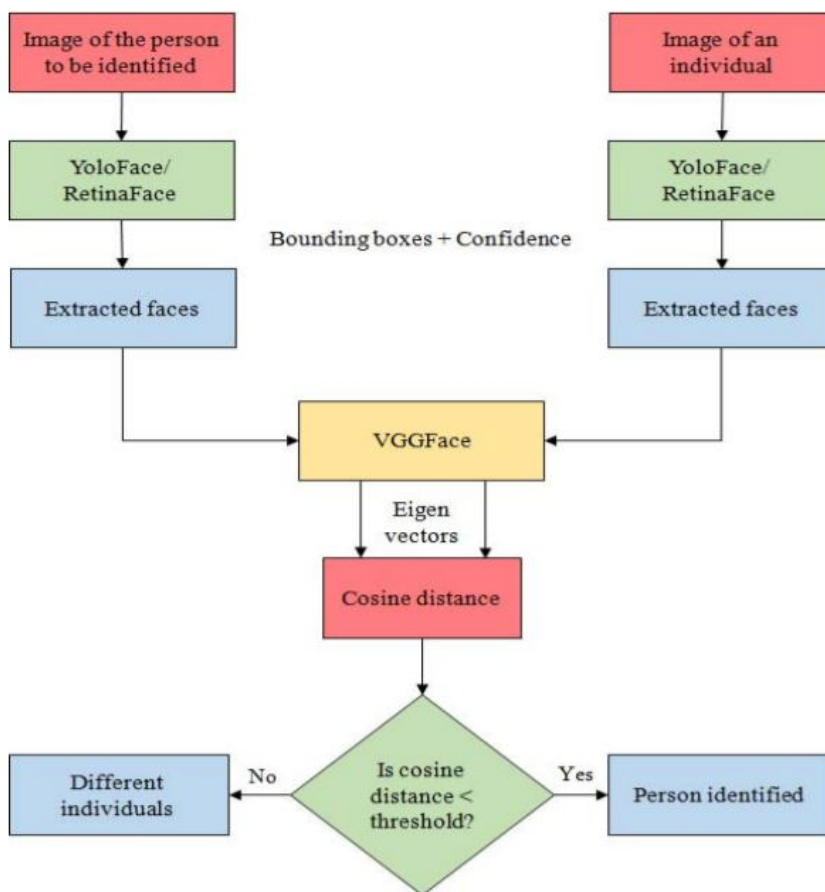 Image of the person
to be identified
Image of an
individual
YoloFace/
RetinaFace
YoloFace/
RetinaFace
Bounding boxes + Confidence
Extracted faces
Extracted faces
VGGFace
Eigen
vectors
Cosine distance
Is cosine
distance <
threshold?
No
Yes
Different
individuals
Person identified